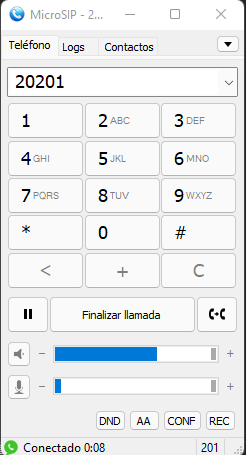 MicroSIP - 2...
Teléfono Logs Contactos
20201
1 2 ABC 3 DEF
4 GHI 5 JKL 6 MNO
7 PQRS 8 TUV 9 WXYZ
* 0 #
< + C
Finalizar llamada
− +
− +
DND AA CONF REC
Conectado 0:08 201